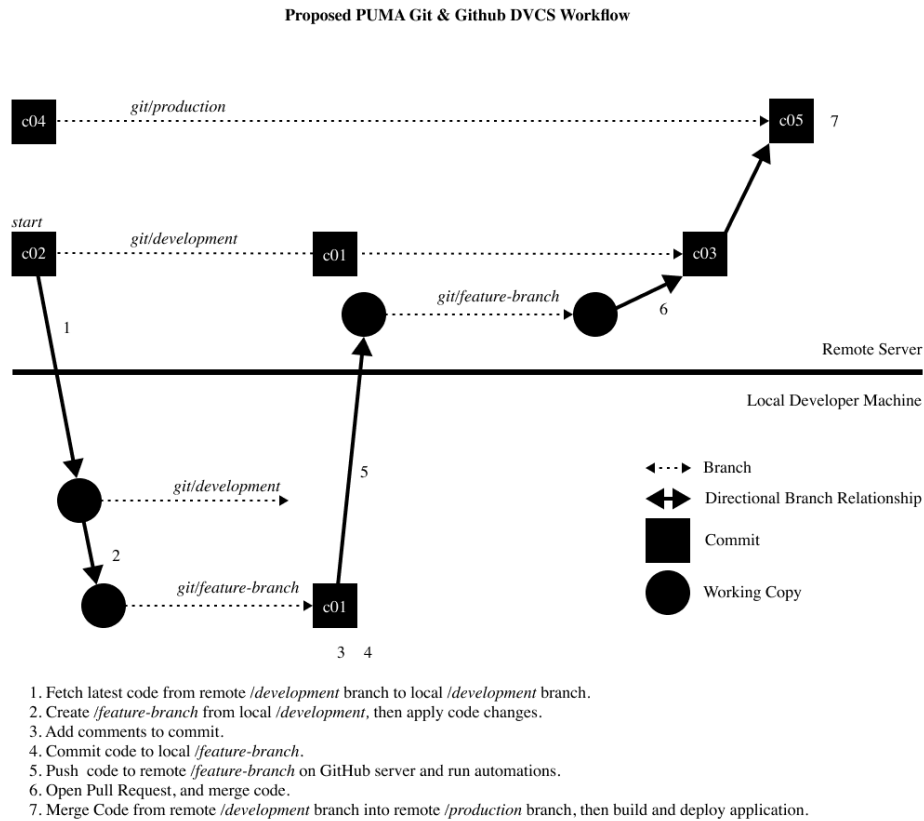 Proposed PUMA Git & Github DVCS Workflow
git/production
c04
c05
7
start
git/development
c02
c01
c03
git/feature-branch
6
1
Remote Server
Local Developer Machine
5
Branch
git/development
Directional Branch Relationship
Commit
2
git/feature-branch
Working Copy
c01
3 4
1. Fetch latest code from remote /development branch to local /development branch.
2. Create /feature-branch from local /development, then apply code changes.
3. Add comments to commit.
4. Commit code to local /feature-branch.
5. Push code to remote /feature-branch on GitHub server and run automations.
6. Open Pull Request, and merge code.
7. Merge Code from remote /development branch into remote /production branch, then build and deploy application.